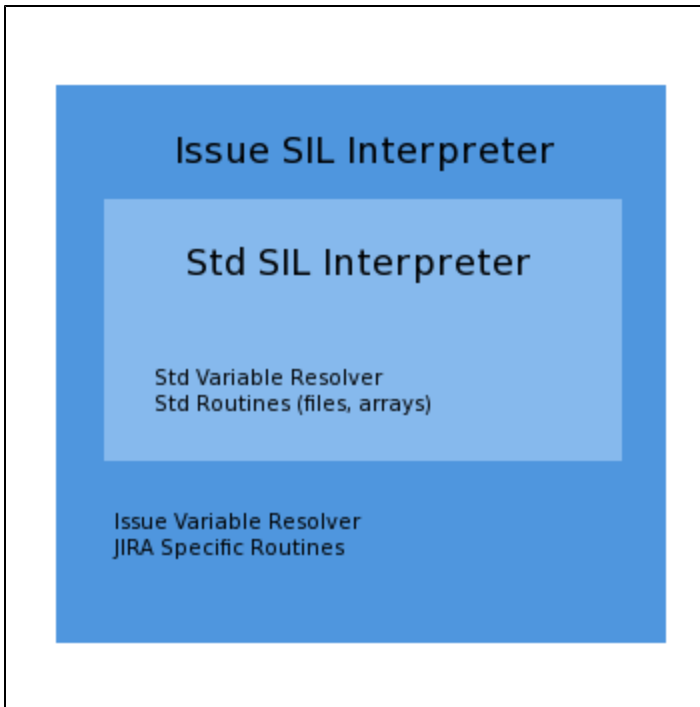 Issue SIL Interpreter
Std SIL Interpreter
Std Variable Resolver
Std Routines (files, arrays)
Issue Variable Resolver
JIRA Specific Routines